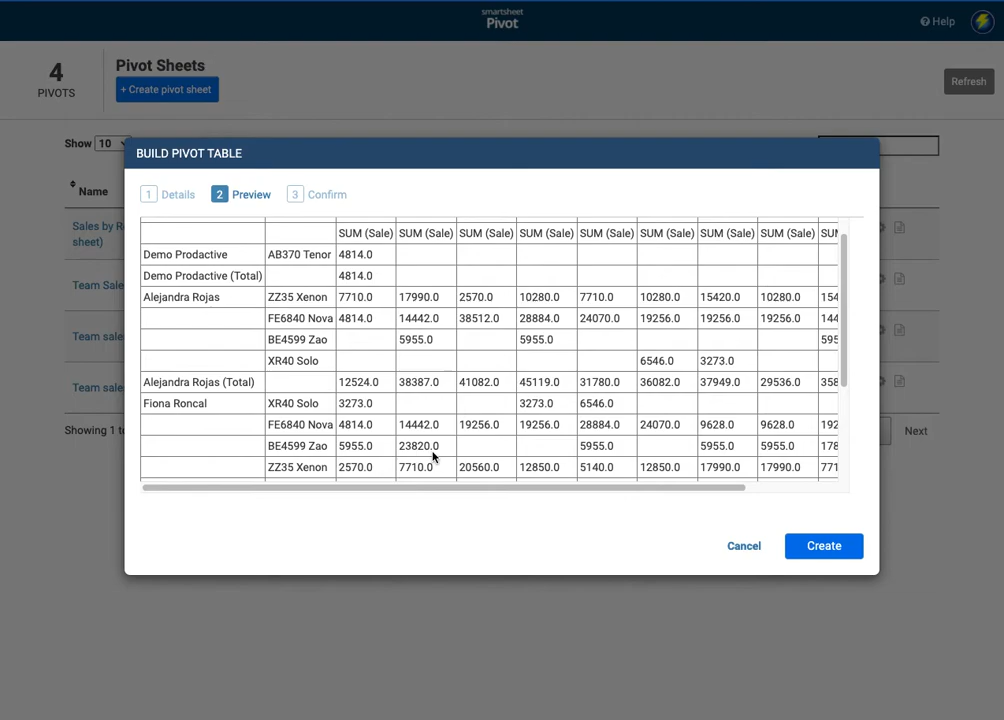 smartsheet
Pivot
Help
4
PIVOTS
Pivot Sheets
+ Create pivot sheet
Refresh
Show 10
Name
Sales by R
sheet)
Team Sale
Team sale
Team sale
Showing 1 t
Next
BUILD PIVOT TABLE
1 Details 2 Preview 3 Confirm
SUM (Sale) SUM (Sale) SUM (Sale) SUM (Sale) SUM (Sale) SUM (Sale) SUM (Sale) SUM (Sale) SUM
Demo Prodactive AB370 Tenor 4814.0
Demo Prodactive (Total) 4814.0
Alejandra Rojas ZZ35 Xenon 7710.0 17990.0 2570.0 10280.0 7710.0 10280.0 15420.0 10280.0 154
FE6840 Nova 4814.0 14442.0 38512.0 28884.0 24070.0 19256.0 19256.0 19256.0 144
BE4599 Zao 5955.0 5955.0 595
XR40 Solo 6546.0 3273.0
Alejandra Rojas (Total) 12524.0 38387.0 41082.0 45119.0 31780.0 36082.0 37949.0 29536.0 358
Fiona Roncal XR40 Solo 3273.0 3273.0 6546.0
FE6840 Nova 4814.0 14442.0 19256.0 19256.0 28884.0 24070.0 9628.0 9628.0 192
BE4599 Zao 5955.0 23820.0 5955.0 5955.0 5955.0 178
ZZ35 Xenon 2570.0 7710.0 20560.0 12850.0 5140.0 12850.0 17990.0 17990.0 771
Cancel
Create